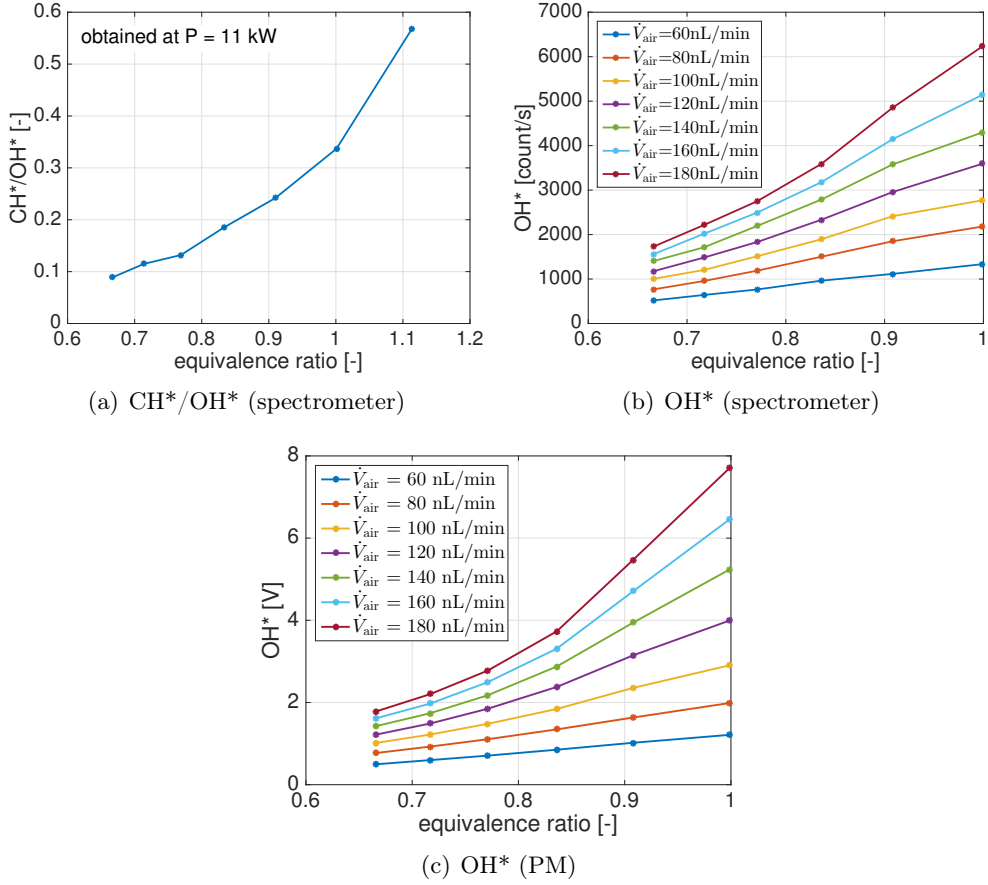 obtained at P = 11 kW
CH*/OH* [-]
0.6
0.5
0.4
0.3
0.2
0.1
0
0.6 0.7 0.8 0.9 1 1.1 1.2
equivalence ratio [-]
(a) CH*/OH* (spectrometer)
OH* [count/s]
7000
6000
5000
4000
3000
2000
1000
0
V̇air=60nL/min
V̇air=80nL/min
V̇air=100nL/min
V̇air=120nL/min
V̇air=140nL/min
V̇air=160nL/min
V̇air=180nL/min
0.6 0.7 0.8 0.9 1
equivalence ratio [-]
(b) OH* (spectrometer)
OH* [V]
8
6
4
2
0
V̇air = 60 nL/min
V̇air = 80 nL/min
V̇air = 100 nL/min
V̇air = 120 nL/min
V̇air = 140 nL/min
V̇air = 160 nL/min
V̇air = 180 nL/min
0.6 0.7 0.8 0.9 1
equivalence ratio [-]
(c) OH* (PM)